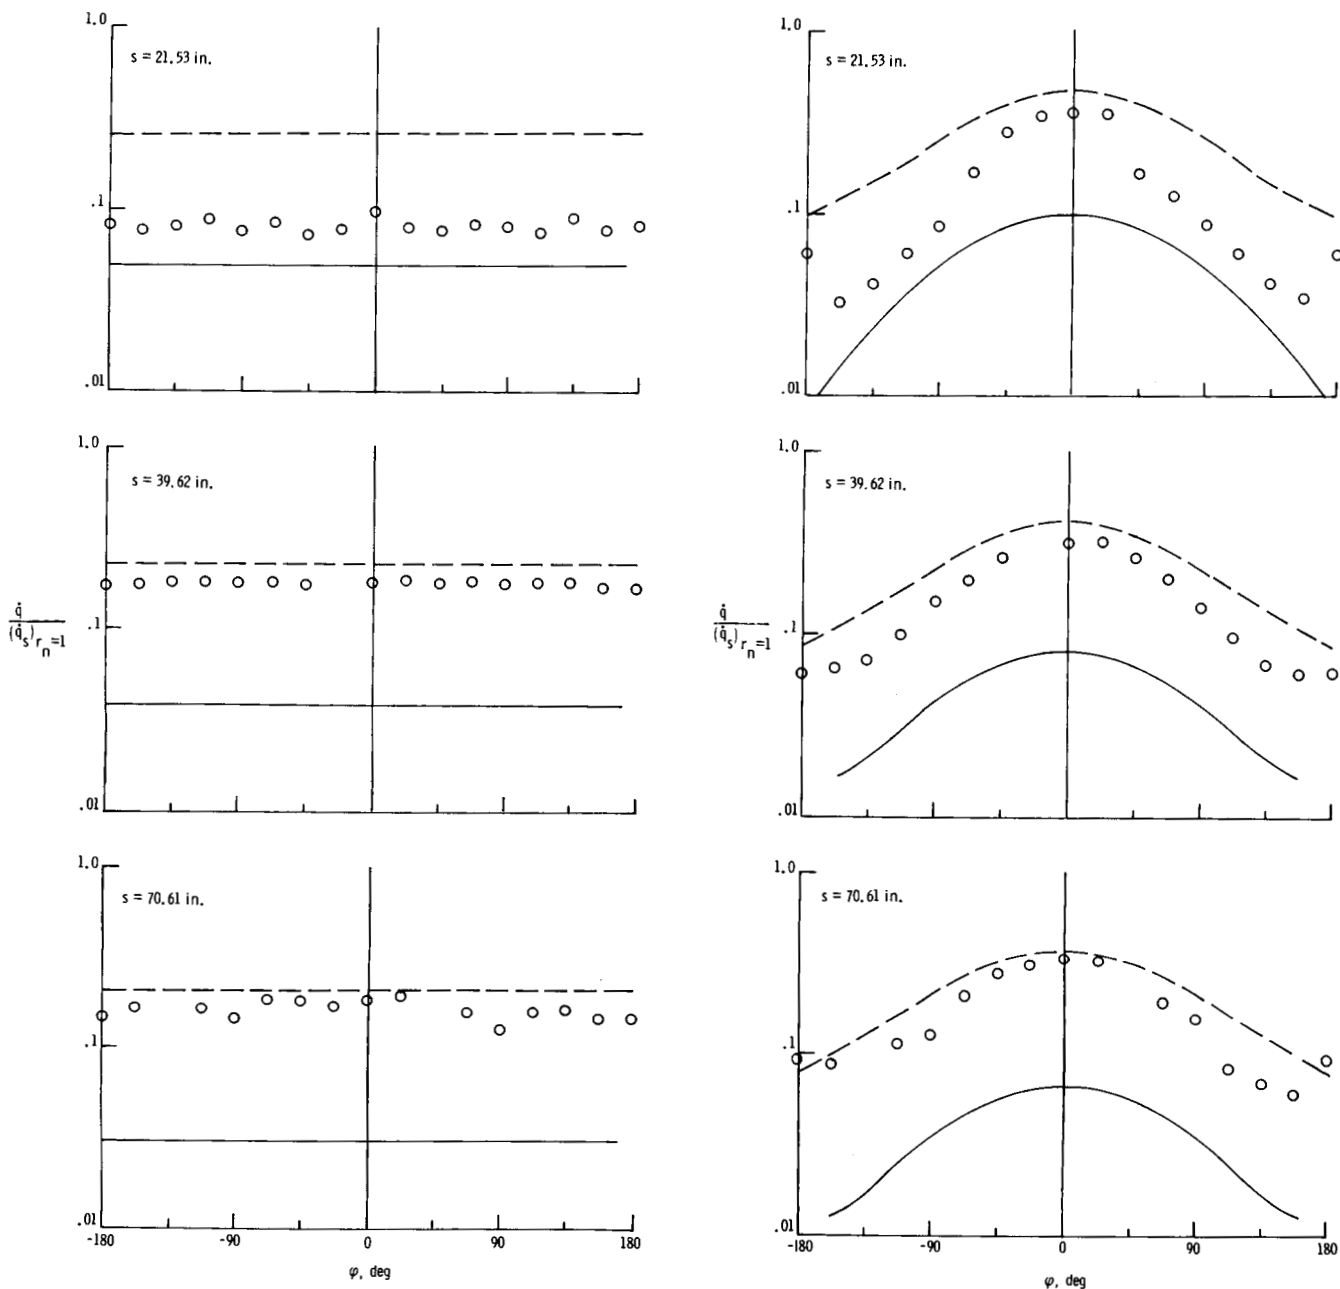 1.0
s = 21.53 in.
.1
.01
1.0
s = 39.62 in.
q̇
(q̇s)rn=1
.1
.01
1.0
s = 70.61 in.
.1
.01
-180 -90 0 90 180
φ, deg
1.0
s = 21.53 in.
.1
.01
1.0
s = 39.62 in.
q̇
(q̇s)rn=1
.1
.01
1.0
s = 70.61 in.
.1
.01
-180 -90 0 90 180
φ, deg